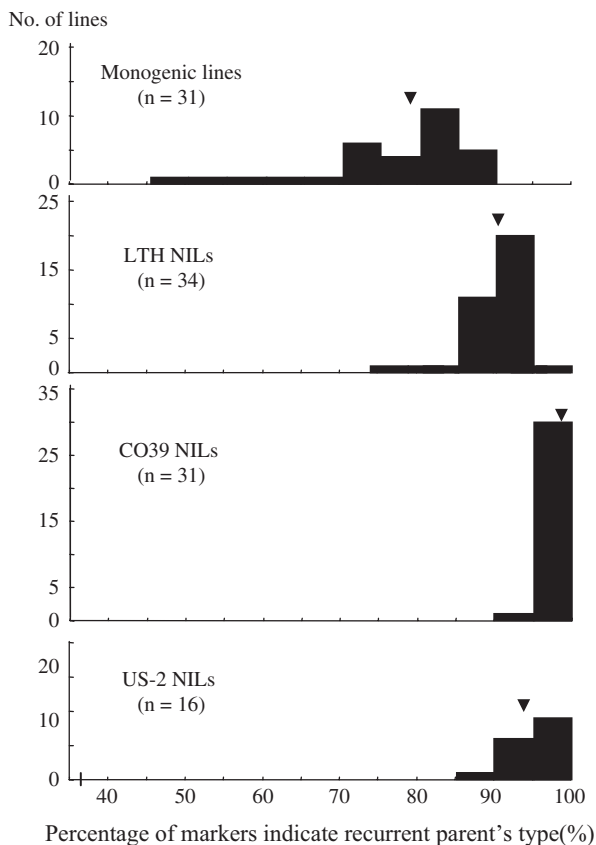 No. of lines
20
Monogenic lines
(n = 31)
10
5
0
25
LTH NILs
(n = 34)
15
5
0
35
CO39 NILs
(n = 31)
25
15
5
0
20
US-2 NILs
(n = 16)
10
0
40 50 60 70 80 90 100
Percentage of markers indicate recurrent parent’s type(%)